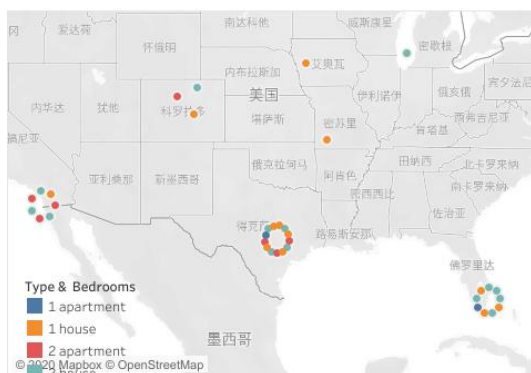 南达科他
威斯康星
爱达荷
怀俄明
密歇根
艾奥瓦
内布拉斯加
美国
伊利诺伊
俄亥俄
宾夕法尼
内华达
犹他
科罗拉多
堪萨斯
密苏里
西弗吉尼亚
肯塔基
福尼亚
俄克拉何马
田纳西
北卡罗来纳
亚利桑那
新墨西哥
阿肯色
南卡罗来纳
密西西比
佐治亚
得克萨
路易斯安那
佛罗里达
Type & Bedrooms
1 apartment
1 house
2 apartment
墨西哥
© 2020 Mapbox © OpenStreetMap